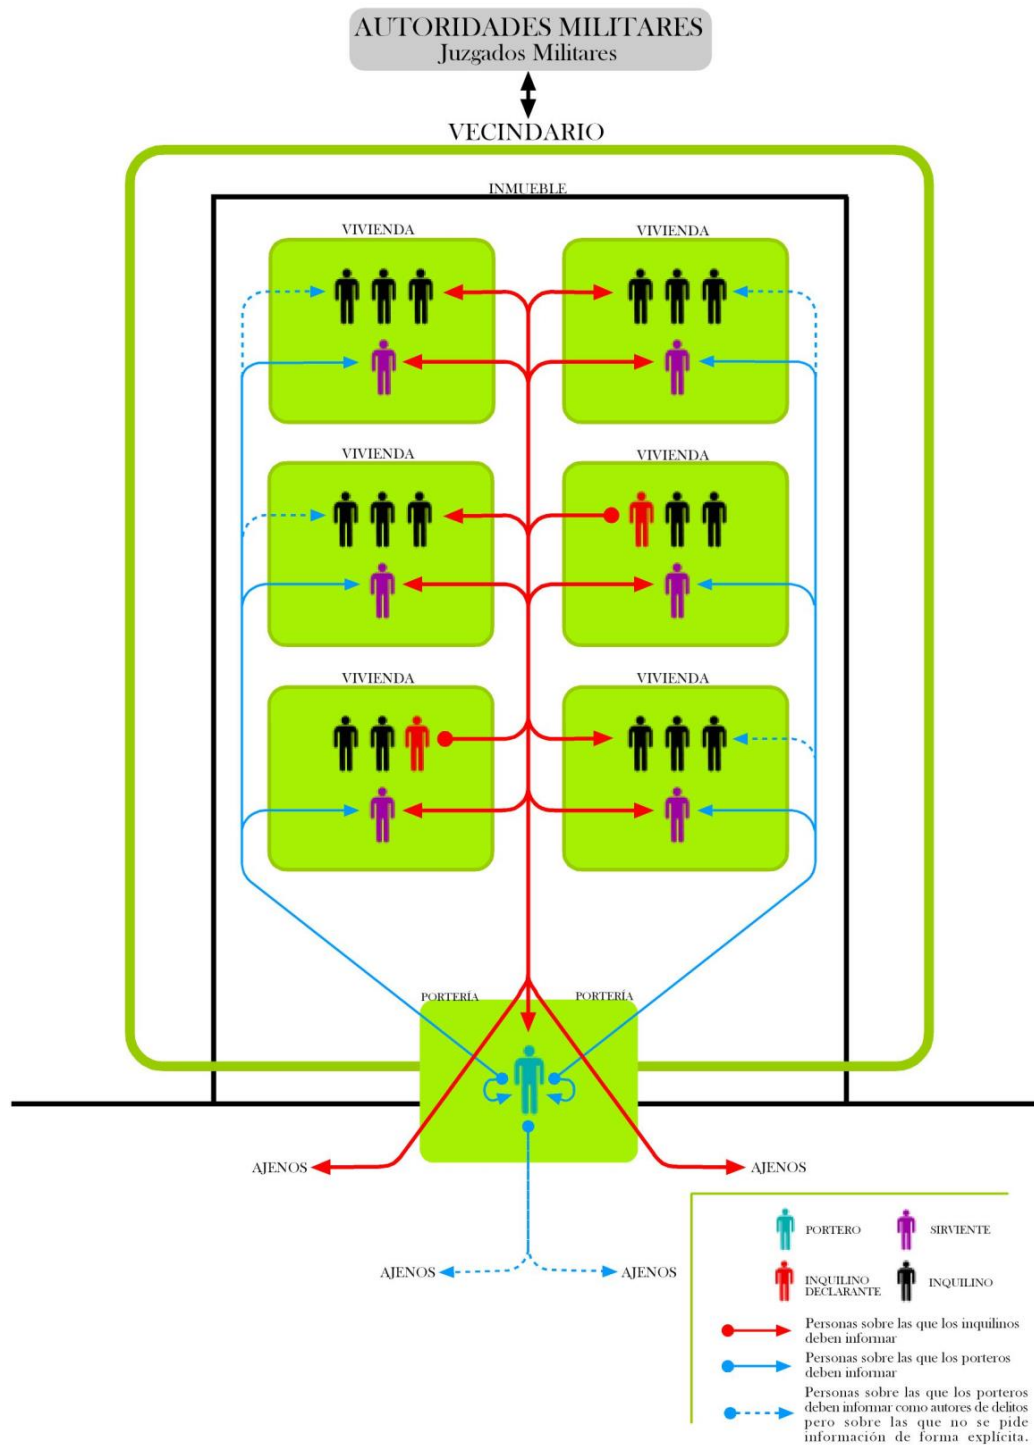 AUTORIDADES MILITARES
Juzgados Militares
VECINDARIO
INMUEBLE
VIVIENDA
VIVIENDA
VIVIENDA
VIVIENDA
VIVIENDA
VIVIENDA
PORTERÍA
PORTERÍA
AJENOS
AJENOS
AJENOS
AJENOS
PORTERO
SIRVIENTE
INQUILINO
DECLARANTE
INQUILINO
Personas sobre las que los inquilinos
deben informar
Personas sobre las que los porteros
deben informar
Personas sobre las que los porteros
deben informar como autores de delitos
pero sobre las que no se pide
información de forma explícita.